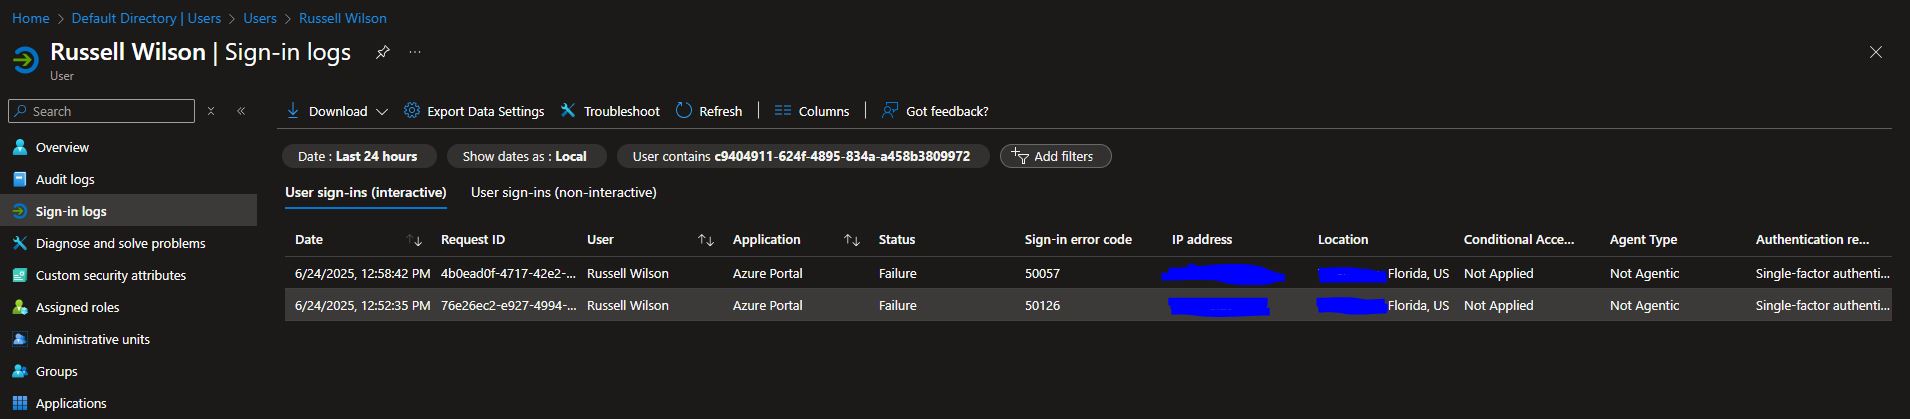 Home > Default Directory | Users > Users > Russell Wilson
Russell Wilson | Sign-in logs ...
User
Search
Download Export Data Settings Troubleshoot Refresh | Columns | Got feedback?
Overview
Audit logs
Sign-in logs
Diagnose and solve problems
Custom security attributes
Assigned roles
Administrative units
Groups
Applications
Date : Last 24 hours Show dates as : Local User contains c9404911-624f-4895-834a-a458b3809972 Add filters
User sign-ins (interactive) User sign-ins (non-interactive)
Date Request ID User Application Status Sign-in error code IP address Location Conditional Acce... Agent Type Authentication re...
6/24/2025, 12:58:42 PM 4b0ead0f-4717-42e2-... Russell Wilson Azure Portal Failure 50057 Florida, US Not Applied Not Agentic Single-factor authenti...
6/24/2025, 12:52:35 PM 76e26ec2-e927-4994-... Russell Wilson Azure Portal Failure 50126 Florida, US Not Applied Not Agentic Single-factor authenti...